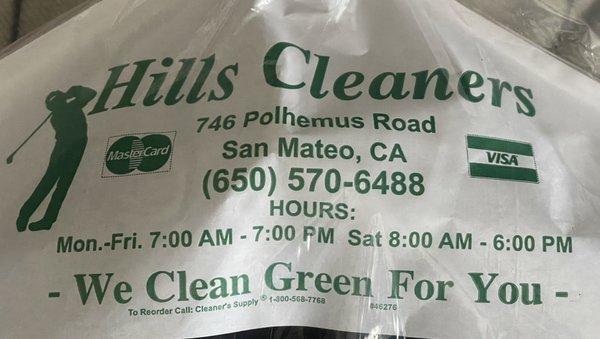 Hills Cleaners
746 Polhemus Road
MasterCard
San Mateo, CA
VISA
(650) 570-6488
HOURS:
Mon.-Fri. 7:00 AM - 7:00 PM Sat 8:00 AM - 6:00 PM
- We Clean Green For You -
To Reorder Call: Cleaner's Supply® 1-800-568-7768